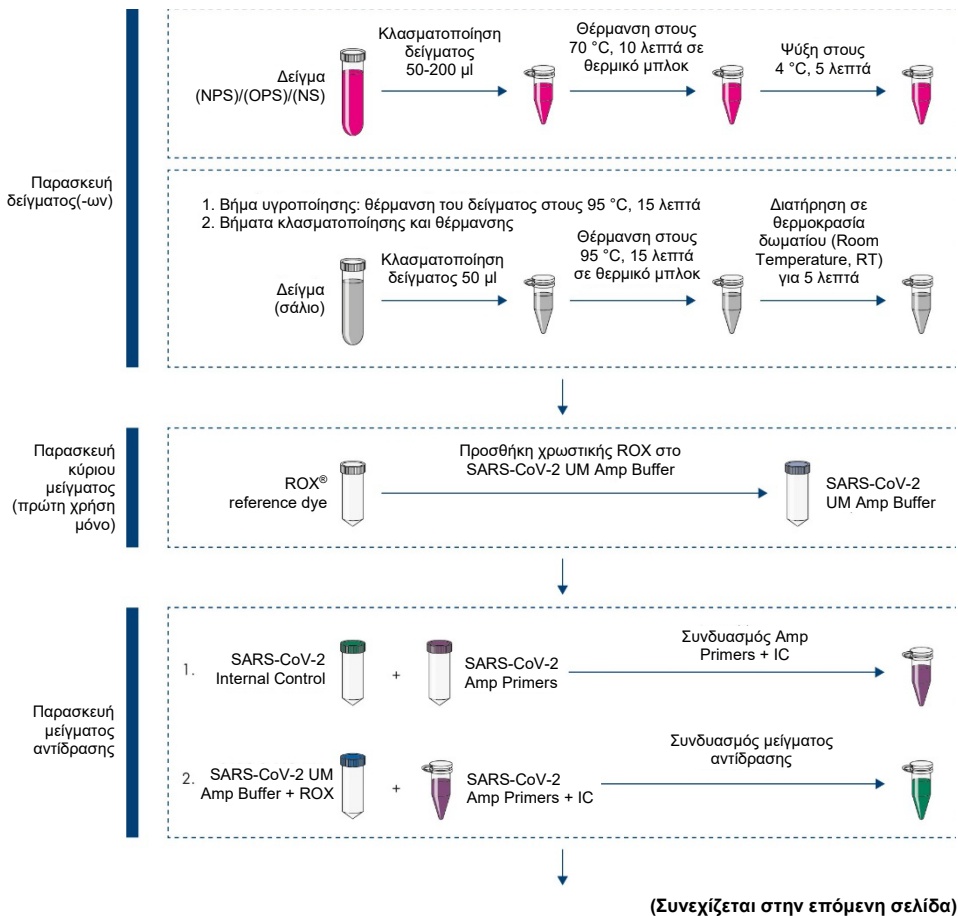 Παρασκευή
δείγματος(-ων)
Δείγμα
(NPS)/(OPS)/(NS)
Κλασματοποίηση
δείγματος
50-200 µl
Θέρμανση στους
70 °C, 10 λεπτά σε
θερμικό μπλοκ
Ψύξη στους
4 °C, 5 λεπτά
1. Βήμα υγροποίησης: θέρμανση του δείγματος στους 95 °C, 15 λεπτά
2. Βήματα κλασματοποίησης και θέρμανσης
Δείγμα
(σάλιο)
Κλασματοποίηση
δείγματος 50 µl
Θέρμανση στους
95 °C, 15 λεπτά
σε θερμικό μπλοκ
Διατήρηση σε
θερμοκρασία
δωματίου (Room
Temperature, RT)
για 5 λεπτά
Παρασκευή
κύριου
μείγματος
(πρώτη χρήση
μόνο)
ROX®
reference dye
Προσθήκη χρωστικής ROX στο
SARS-CoV-2 UM Amp Buffer
SARS-CoV-2
UM Amp Buffer
Παρασκευή
μείγματος
αντίδρασης
1.
SARS-CoV-2
Internal Control
+
SARS-CoV-2
Amp Primers
Συνδυασμός Amp
Primers + IC
2.
SARS-CoV-2 UM
Amp Buffer + ROX
+
SARS-CoV-2
Amp Primers + IC
Συνδυασμός μείγματος
αντίδρασης
(Συνεχίζεται στην επόμενη σελίδα)